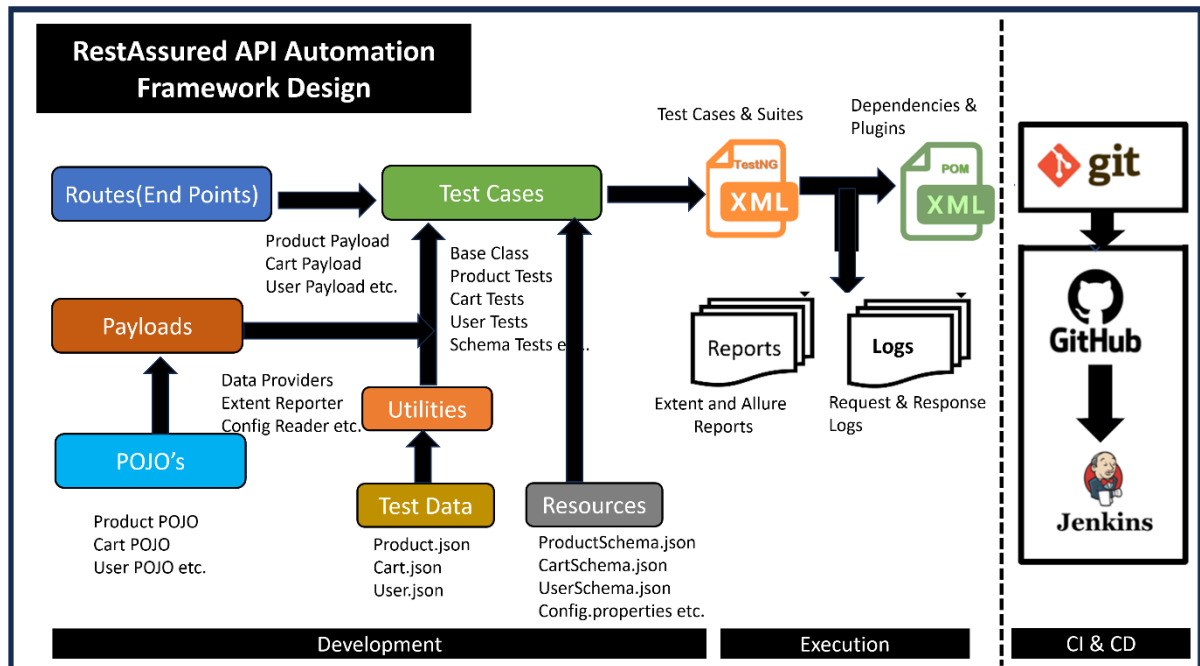 RestAssured API Automation
Framework Design
Routes(End Points)
Test Cases
Test Cases & Suites
TestNG
XML
Dependencies &
Plugins
POM
XML
Product Payload
Cart Payload
User Payload etc.
Base Class
Product Tests
Cart Tests
User Tests
Schema Tests
Payloads
Data Providers
Extent Reporter
Config Reader etc.
Utilities
POJO's
Product POJO
Cart POJO
User POJO etc.
Test Data
Product.json
Cart.json
User.json
Resources
ProductSchema.json
CartSchema.json
UserSchema.json
Config.properties etc.
Reports
Extent and Allure
Reports
Logs
Request & Response
Logs
git
GitHub
Jenkins
Development
Execution
CI & CD